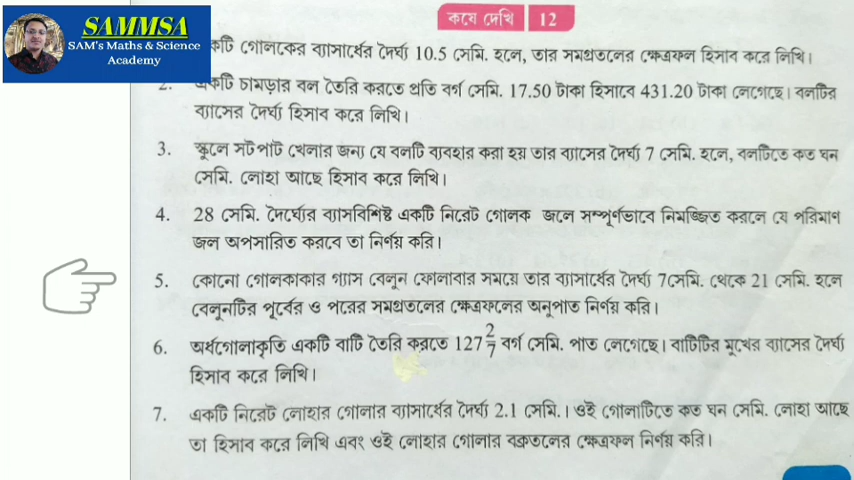 কষে দেখি 12
SAMMSA
SAM's Maths & Science
Academy
কটি গোলকের ব্যাসার্ধের দৈর্ঘ্য 10.5 সেমি. হলে, তার সমগ্রতলের ক্ষেত্রফল হিসাব করে লিখি।
2. একটি চামড়ার বল তৈরি করতে প্রতি বর্গ সেমি. 17.50 টাকা হিসাবে 431.20 টাকা লেগেছে। বলটির
ব্যাসের দৈর্ঘ্য হিসাব করে লিখি।
3. স্কুলে সটপাট খেলার জন্য যে বলটি ব্যবহার করা হয় তার ব্যাসের দৈর্ঘ্য 7 সেমি. হলে, বলটিতে কত ঘন
সেমি. লোহা আছে হিসাব করে লিখি।
4. 28 সেমি. দৈর্ঘ্যের ব্যাসবিশিষ্ট একটি নিরেট গোলক জলে সম্পূর্ণভাবে নিমজ্জিত করলে যে পরিমাণ
জল অপসারিত করবে তা নির্ণয় করি।
5. কোনো গোলকাকার গ্যাস বেলুন ফোলাবার সময়ে তার ব্যাসার্ধের দৈর্ঘ্য 7সেমি. থেকে 21 সেমি. হলে
বেলুনটির পূর্বের ও পরের সমগ্রতলের ক্ষেত্রফলের অনুপাত নির্ণয় করি।
6. অর্ধগোলাকৃতি একটি বাটি তৈরি করতে 127 2/7 বর্গ সেমি. পাত লেগেছে। বাটিটির মুখের ব্যাসের দৈর্ঘ্য
হিসাব করে লিখি।
7. একটি নিরেট লোহার গোলার ব্যাসার্ধের দৈর্ঘ্য 2.1 সেমি.। ওই গোলাটিতে কত ঘন সেমি. লোহা আছে
তা হিসাব করে লিখি এবং ওই লোহার গোলার বক্রতলের ক্ষেত্রফল নির্ণয় করি।